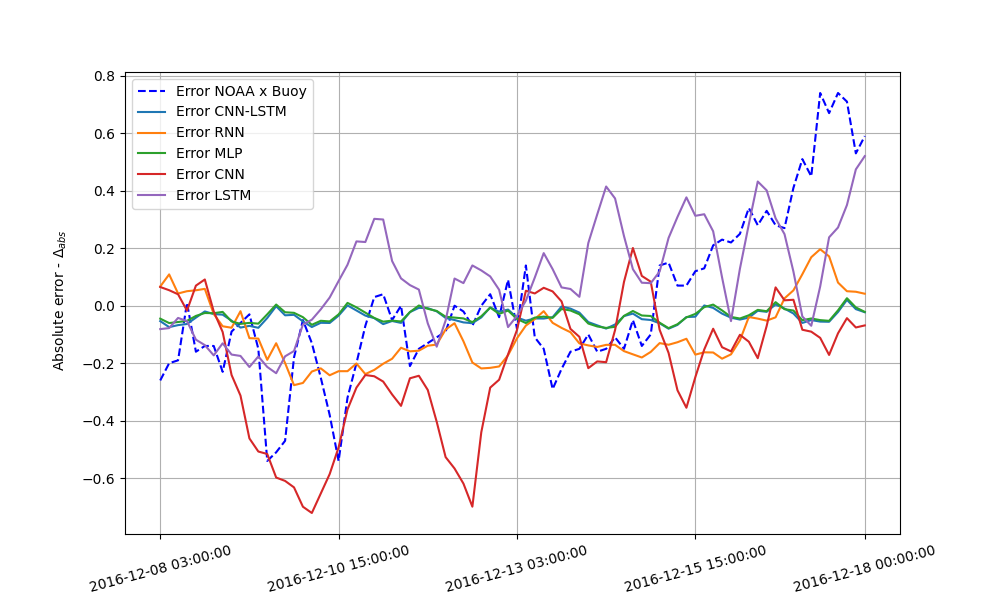 0.8
0.6
0.4
0.2
0.0
−0.2
−0.4
−0.6
Absolute error - Δabs
Error NOAA x Buoy
Error CNN-LSTM
Error RNN
Error MLP
Error CNN
Error LSTM
2016-12-08 03:00:00
2016-12-10 15:00:00
2016-12-13 03:00:00
2016-12-15 15:00:00
2016-12-18 00:00:00